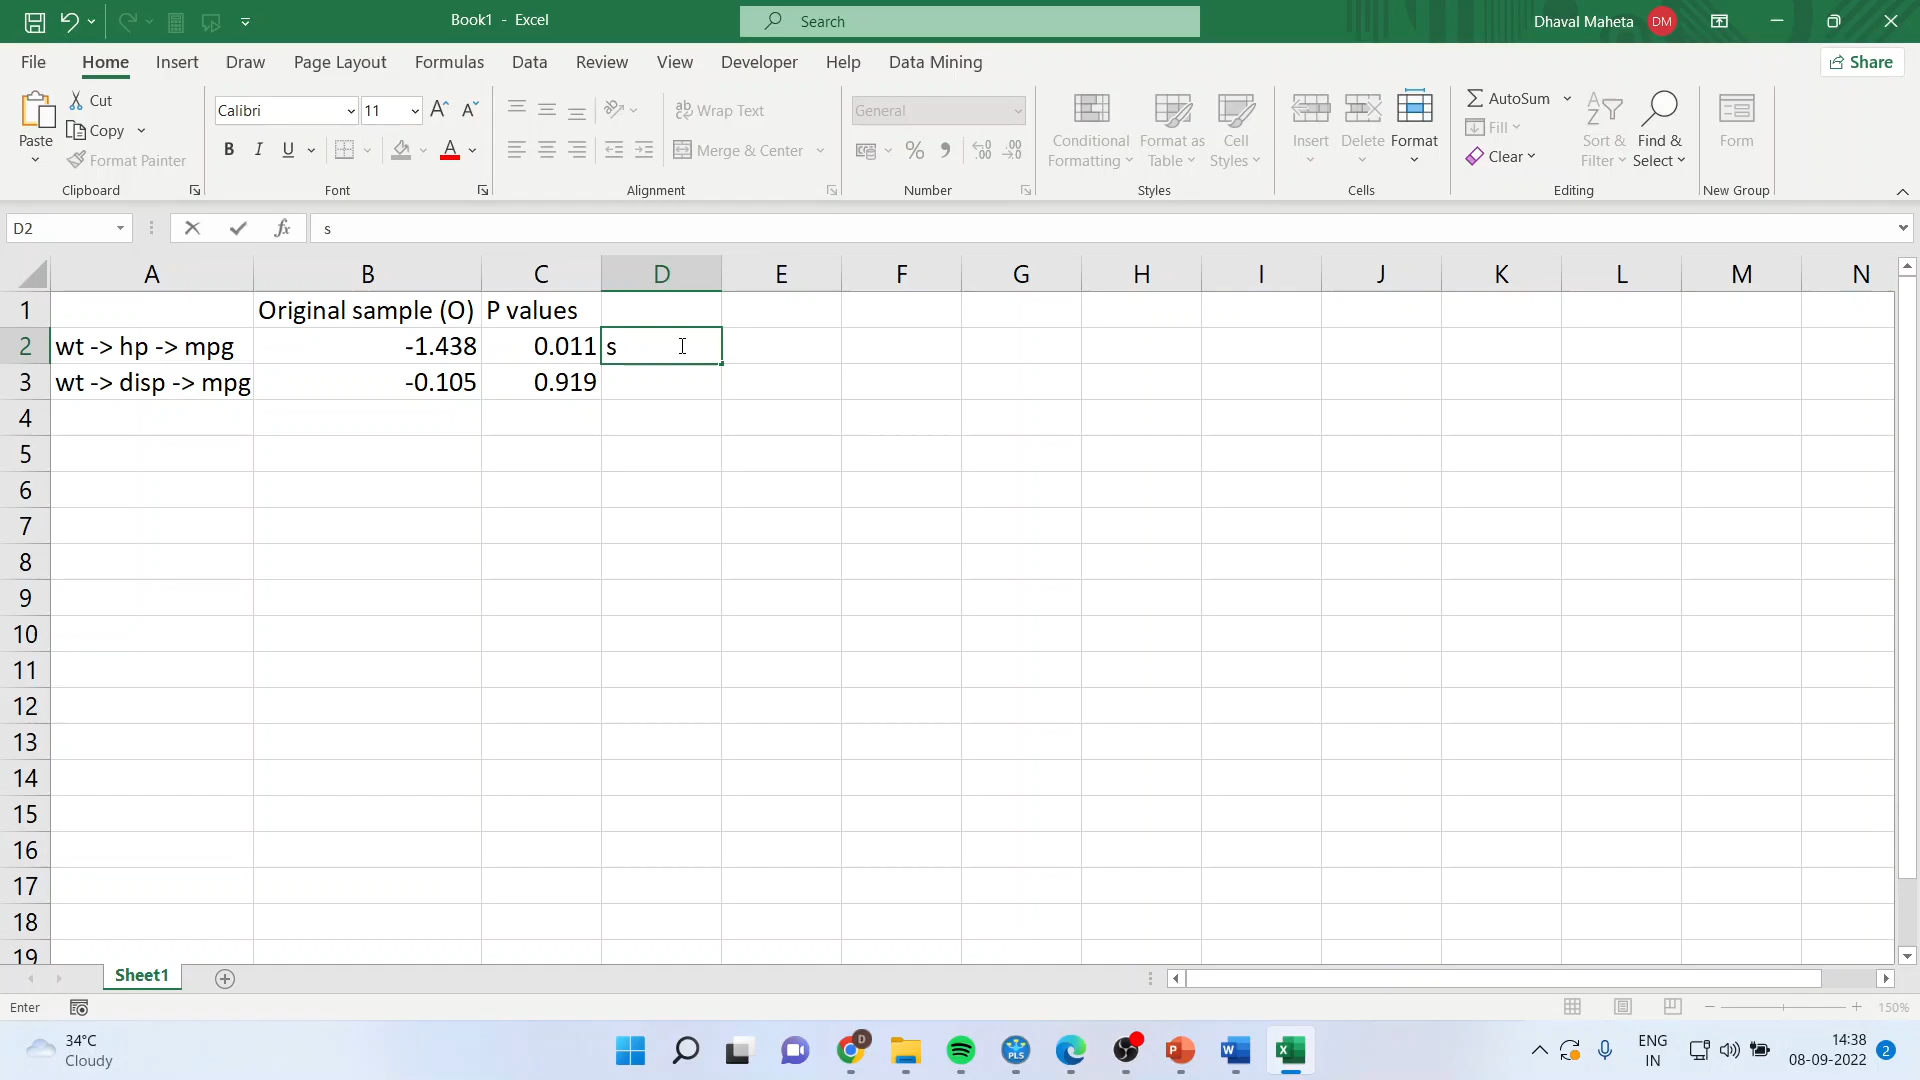 Book1 - Excel
Search
Dhaval Maheta
DM
File
Home
Insert
Draw
Page Layout
Formulas
Data
Review
View
Developer
Help
Data Mining
Share
Paste
Cut
Copy
Format Painter
Clipboard
Calibri
11
B
I
U
Font
Wrap Text
Merge & Center
Alignment
General
Number
Conditional
Formatting
Format as
Table
Cell
Styles
Styles
Insert
Delete
Format
Cells
AutoSum
Fill
Clear
Sort &
Filter
Find &
Select
Editing
Form
New Group
D2
fx
s
A B C D E F G H I J K L M N
1 Original sample (O) P values
2 wt -> hp -> mpg -1.438 0.011 s
3 wt -> disp -> mpg -0.105 0.919
4
5
6
7
8
9
10
11
12
13
14
15
16
17
18
19
Sheet1
Enter
150%
34°C
Cloudy
D
PLS
ENG
IN
14:38
08-09-2022
2